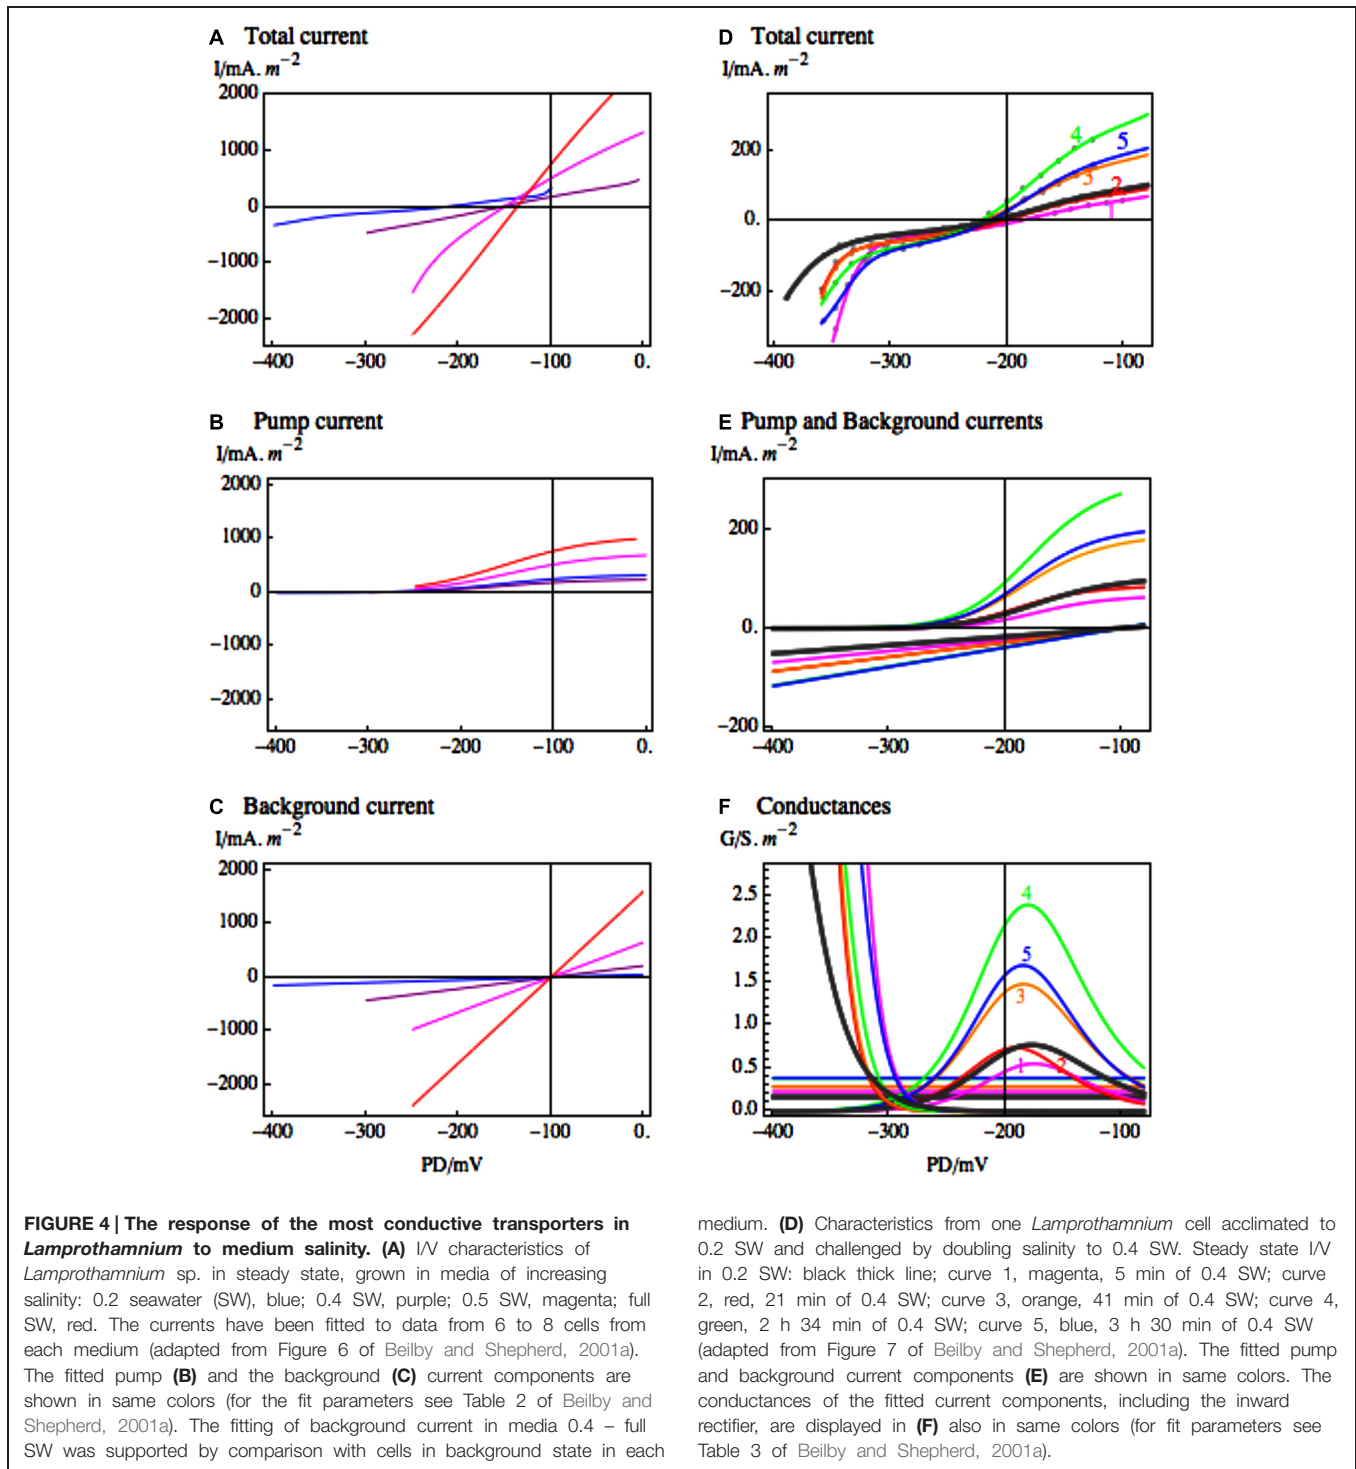 A Total current
I/mA. m−2
2000
1000
0
−1000
−2000
−400 −300 −200 −100 0.
B Pump current
I/mA. m−2
2000
1000
0
−1000
−2000
−400 −300 −200 −100 0.
C Background current
I/mA. m−2
2000
1000
0
−1000
−2000
−400 −300 −200 −100 0.
PD/mV
D Total current
I/mA. m−2
200
0.
−200
4
5
3
2
1
−400 −300 −200 −100
E Pump and Background currents
I/mA. m−2
200
0.
−200
−400 −300 −200 −100
F Conductances
G/S. m−2
2.5
2.0
1.5
1.0
0.5
0.0
4
5
3
1 2
−400 −300 −200 −100
PD/mV
FIGURE 4 | The response of the most conductive transporters in
Lamprothamnium to medium salinity. (A) I/V characteristics of
Lamprothamnium sp. in steady state, grown in media of increasing
salinity: 0.2 seawater (SW), blue; 0.4 SW, purple; 0.5 SW, magenta; full
SW, red. The currents have been fitted to data from 6 to 8 cells from
each medium (adapted from Figure 6 of Beilby and Shepherd, 2001a).
The fitted pump (B) and the background (C) current components are
shown in same colors (for the fit parameters see Table 2 of Beilby and
Shepherd, 2001a). The fitting of background current in media 0.4 – full
SW was supported by comparison with cells in background state in each
medium. (D) Characteristics from one Lamprothamnium cell acclimated to
0.2 SW and challenged by doubling salinity to 0.4 SW. Steady state I/V
in 0.2 SW: black thick line; curve 1, magenta, 5 min of 0.4 SW; curve
2, red, 21 min of 0.4 SW; curve 3, orange, 41 min of 0.4 SW; curve 4,
green, 2 h 34 min of 0.4 SW; curve 5, blue, 3 h 30 min of 0.4 SW
(adapted from Figure 7 of Beilby and Shepherd, 2001a). The fitted pump
and background current components (E) are shown in same colors. The
conductances of the fitted current components, including the inward
rectifier, are displayed in (F) also in same colors (for fit parameters see
Table 3 of Beilby and Shepherd, 2001a).